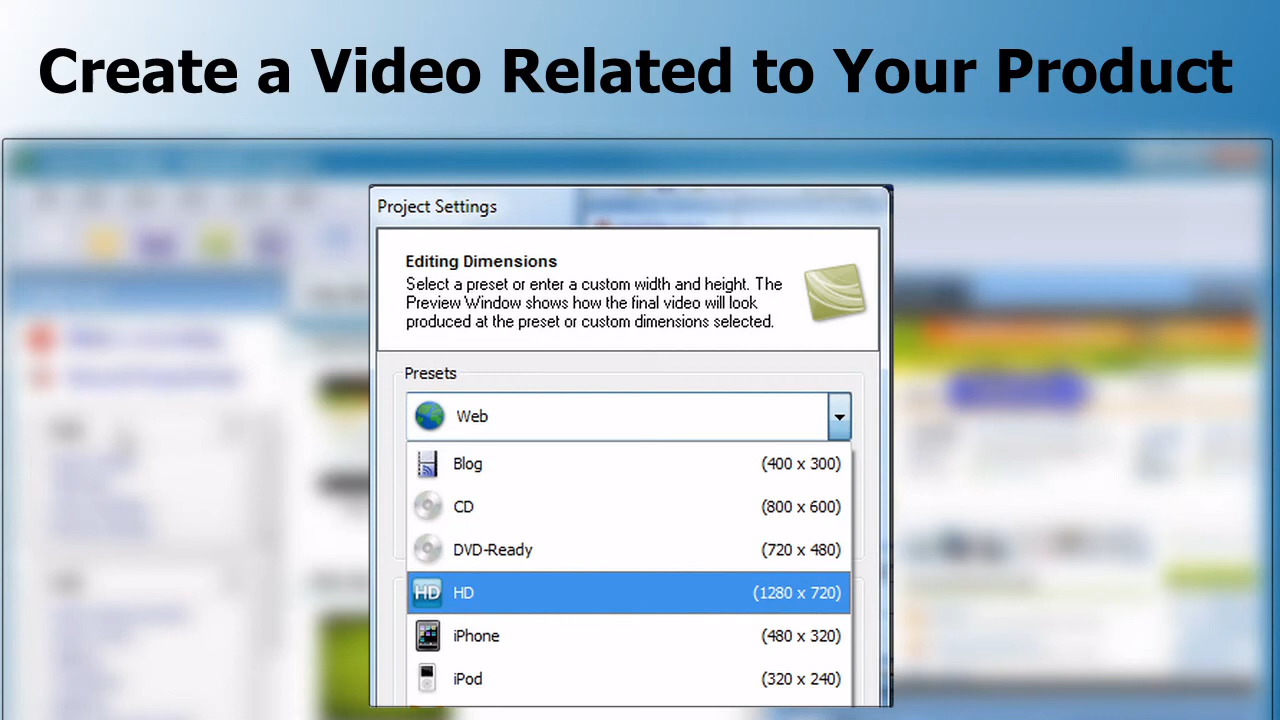 Create a Video Related to Your Product
Project Settings
Editing Dimensions
Select a preset or enter a custom width and height. The
Preview Window shows how the final video will look
produced at the preset or custom dimensions selected.
Presets
Web
Blog (400 x 300)
CD (800 x 600)
DVD-Ready (720 x 480)
HD HD (1280 x 720)
iPhone (480 x 320)
iPod (320 x 240)